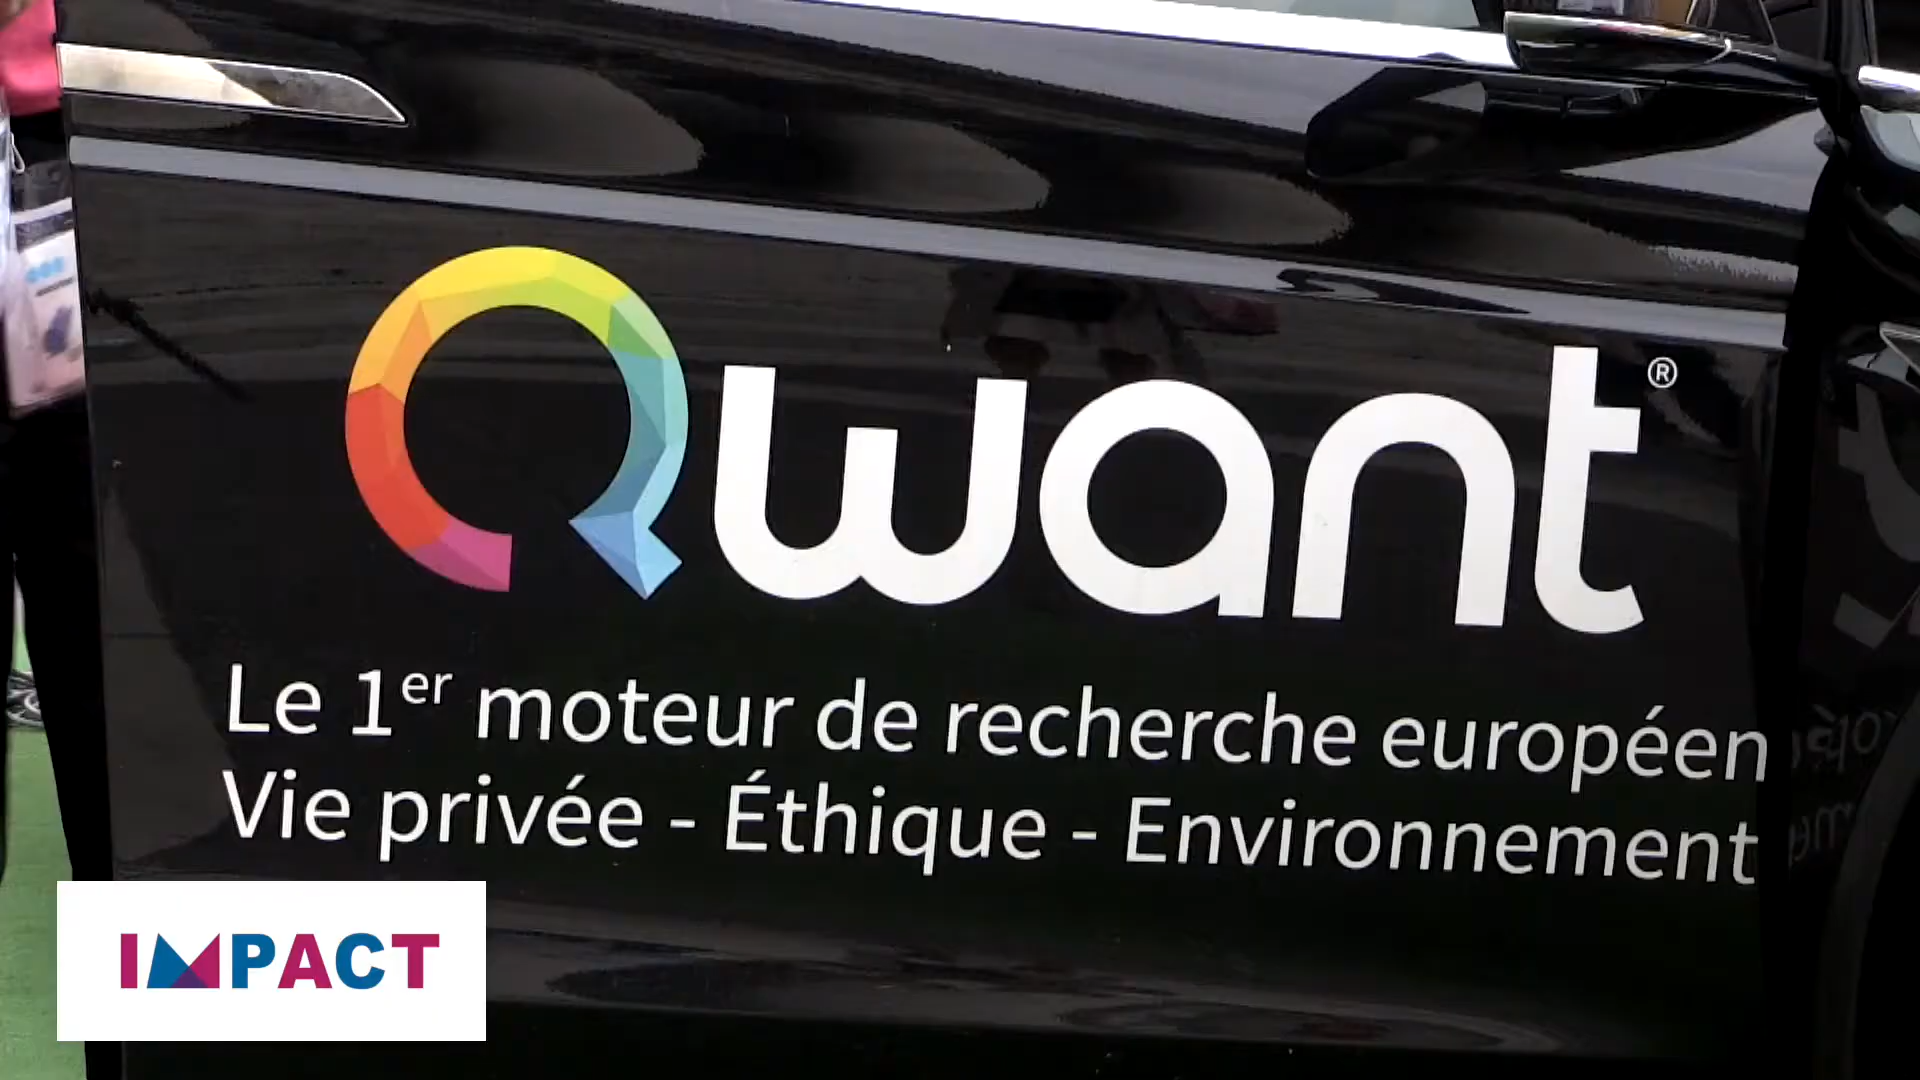 Qwant®
Le 1er moteur de recherche européen
Vie privée - Éthique - Environnement
IMPACT